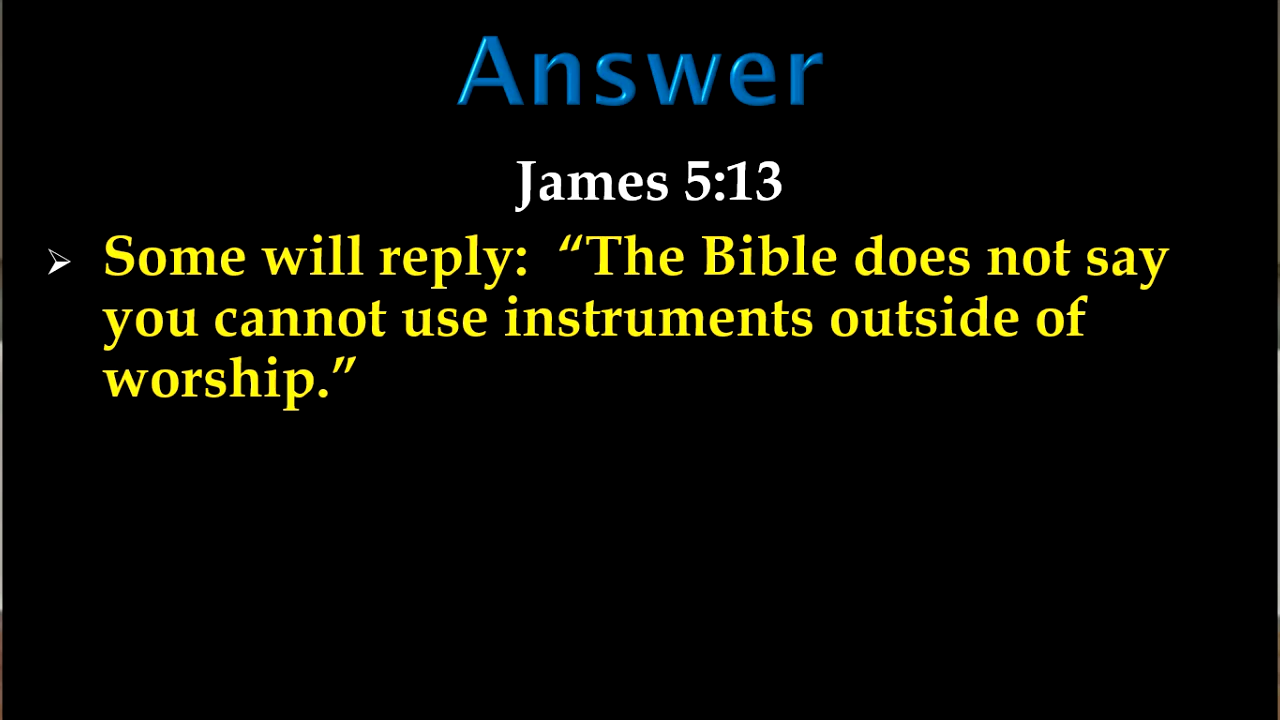 Answer
James 5:13
➢ Some will reply:  “The Bible does not say
you cannot use instruments outside of
worship.”